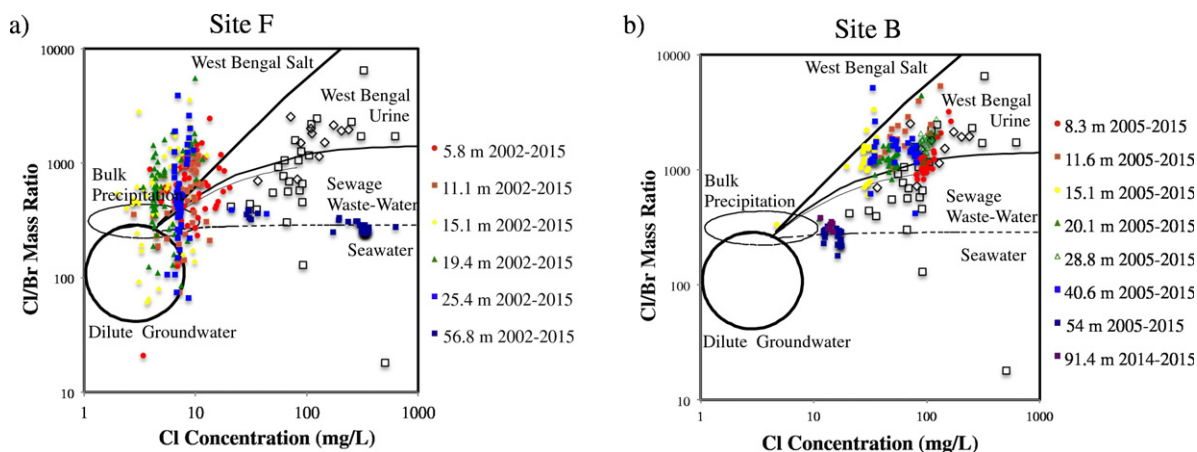 a)
Site F
10000
1000
100
10
1
10
100
1000
Cl/Br Mass Ratio
Cl Concentration (mg/L)
West Bengal Salt
West Bengal
Urine
Bulk
Precipitation
Sewage
Waste-Water
Seawater
Dilute Groundwater
5.8 m 2002-2015
11.1 m 2002-2015
15.1 m 2002-2015
19.4 m 2002-2015
25.4 m 2002-2015
56.8 m 2002-2015
b)
Site B
10000
1000
100
10
1
10
100
1000
Cl/Br Mass Ratio
Cl Concentration (mg/L)
West Bengal Salt
West Bengal
Urine
Bulk
Precipitation
Sewage
Waste-Water
Seawater
Dilute Groundwater
8.3 m 2005-2015
11.6 m 2005-2015
15.1 m 2005-2015
20.1 m 2005-2015
28.8 m 2005-2015
40.6 m 2005-2015
54 m 2005-2015
91.4 m 2014-2015